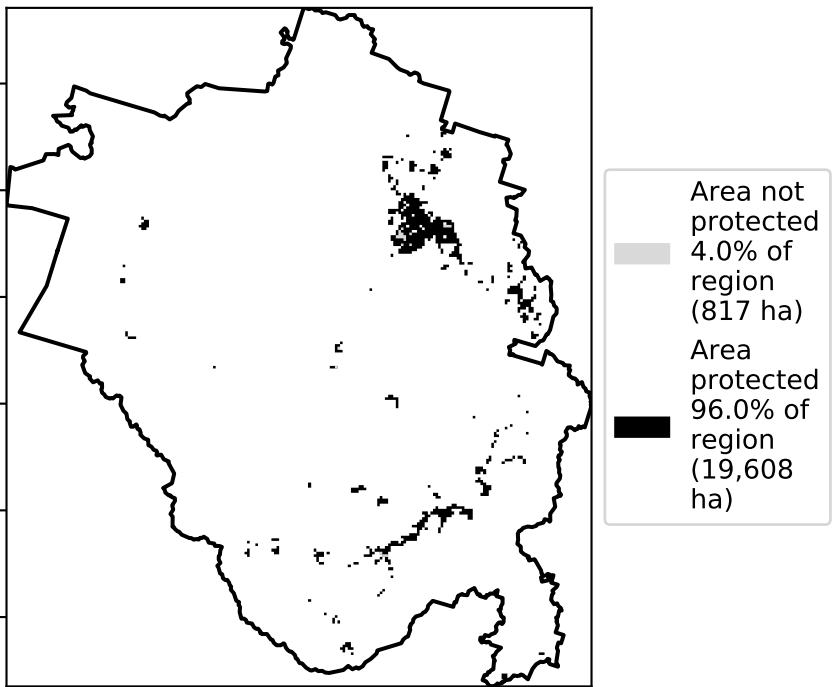 Area not
protected
4.0% of
region
(817 ha)
Area
protected
96.0% of
region
(19,608
ha)